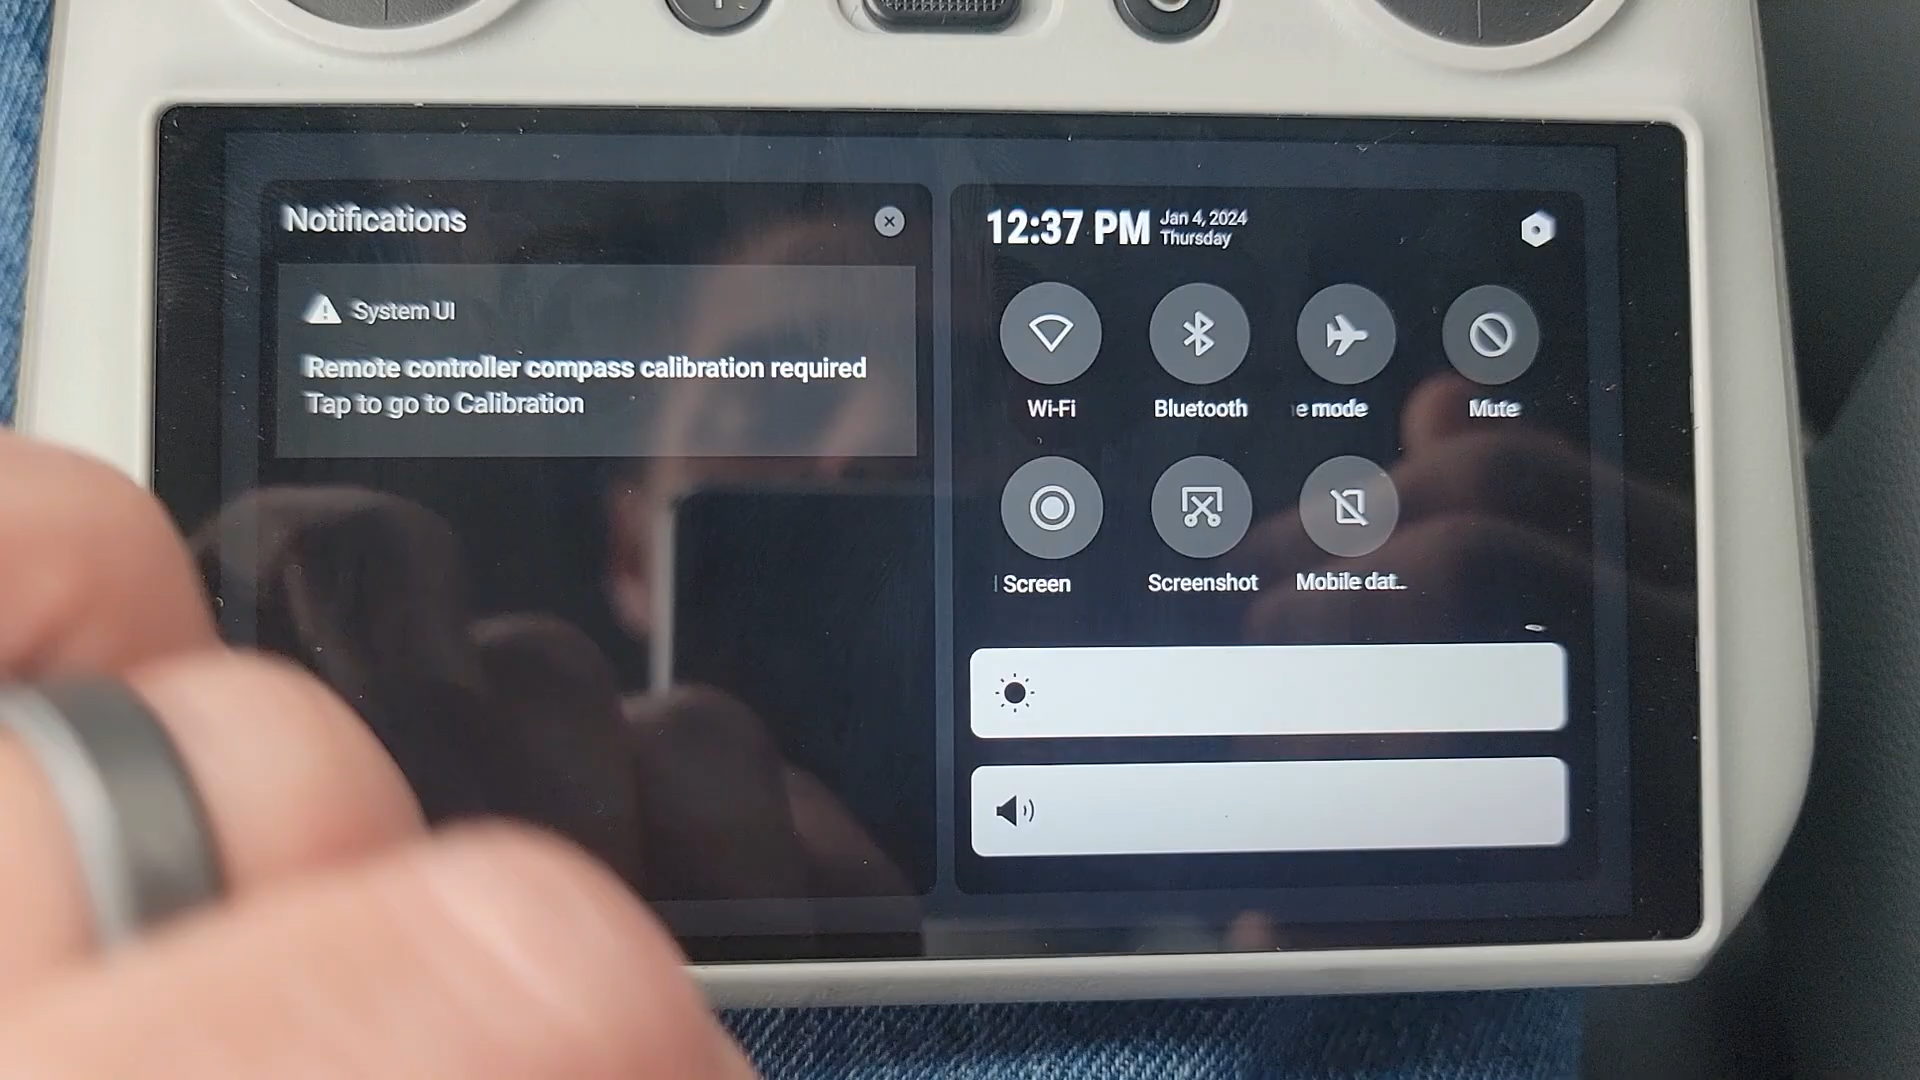 Notifications
System UI
Remote controller compass calibration required
Tap to go to Calibration
12:37 PM
Jan 4, 2024
Thursday
Wi-Fi
Bluetooth
e mode
Mute
Screen
Screenshot
Mobile dat...